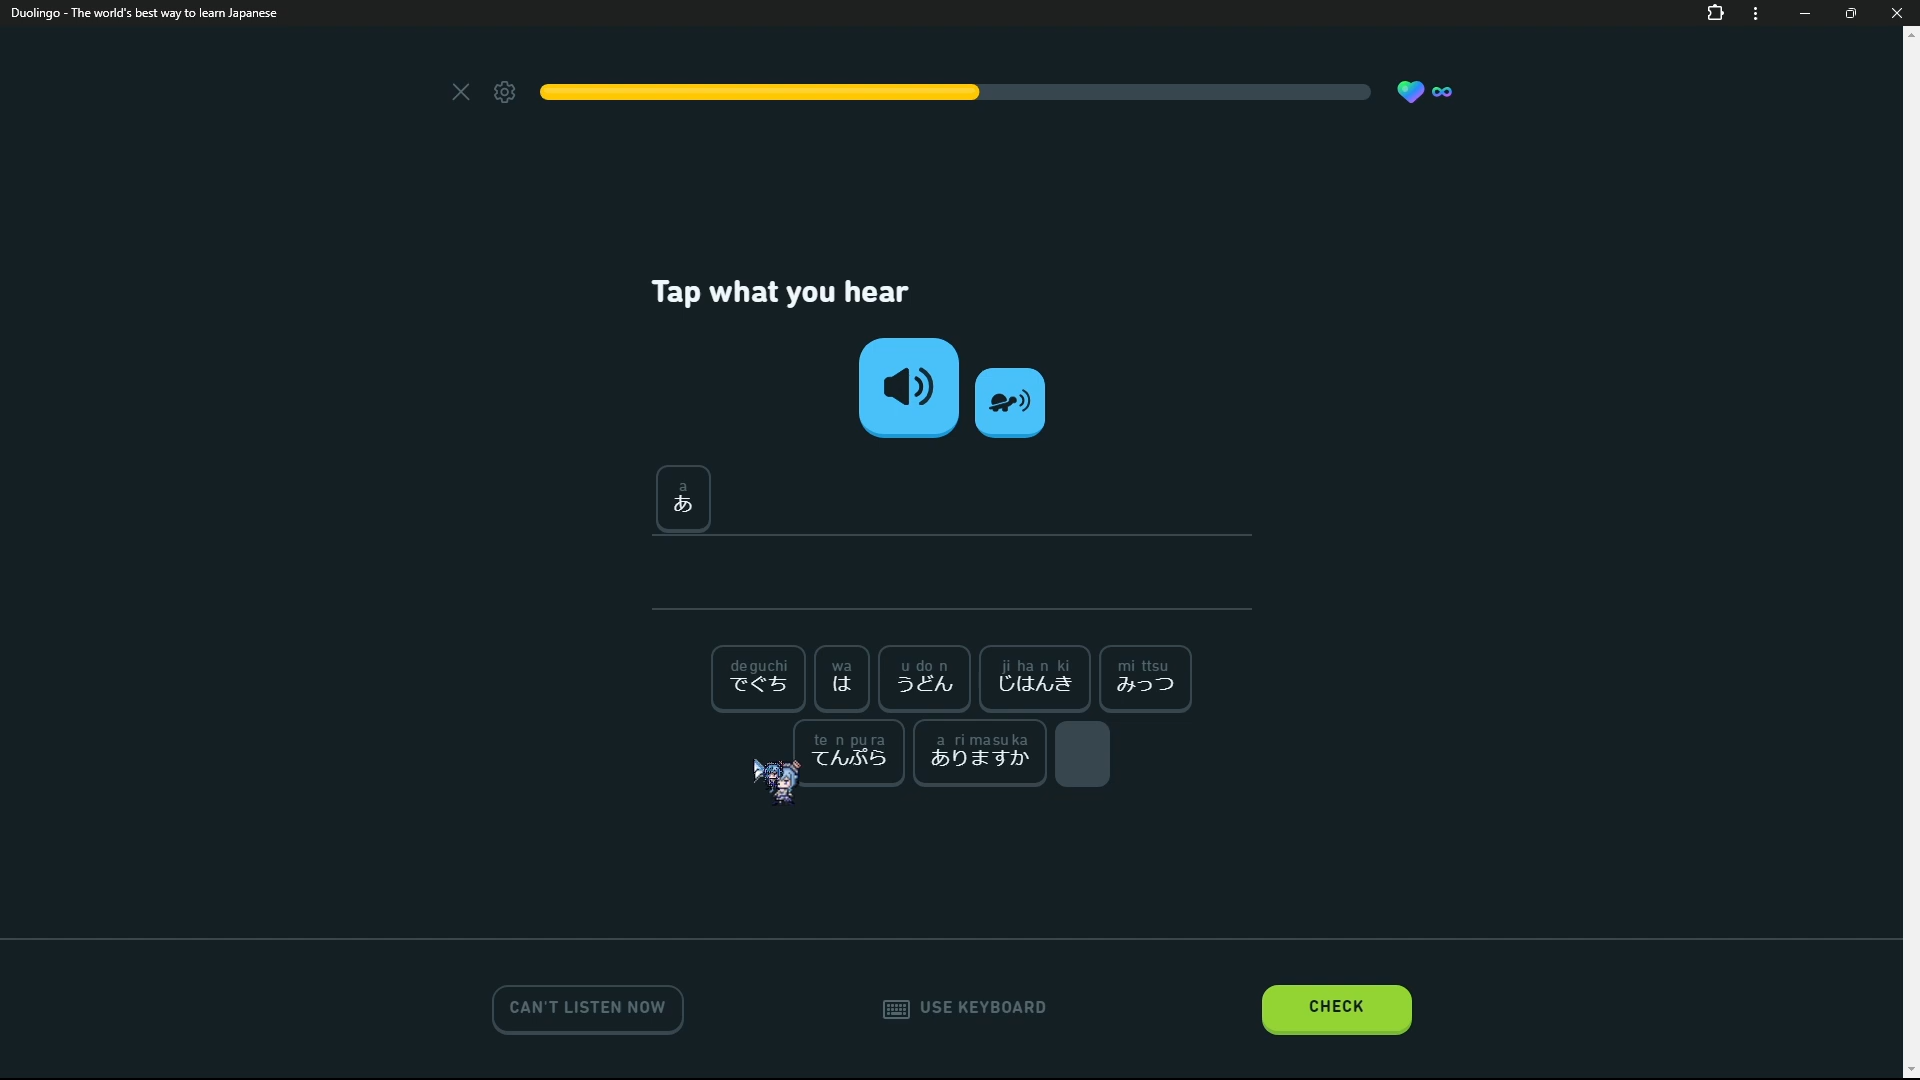 Duolingo - The world's best way to learn Japanese
Tap what you hear
a
あ
de guchi wa u do n ji ha n ki mi ttsu
でぐち は うどん じはんき みっつ
te n pu ra a ri masu ka
てんぷら ありますか
CAN'T LISTEN NOW USE KEYBOARD CHECK